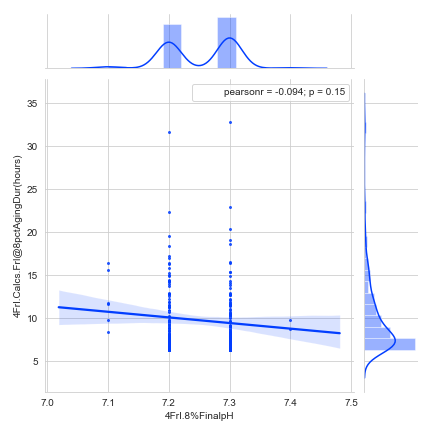 pearsonr = -0.094; p = 0.15
35
30
25
20
15
10
5
4Frl.Calcs.Frl@8pctAgingDur(hours)
7.0 7.1 7.2 7.3 7.4 7.5
4Frl.8%FinalpH